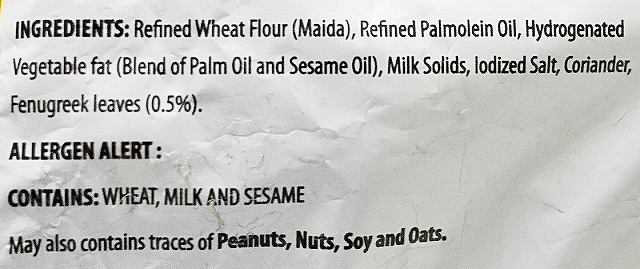 INGREDIENTS: Refined Wheat Flour (Maida), Refined Palmolein Oil, Hydrogenated
Vegetable fat (Blend of Palm Oil and Sesame Oil), Milk Solids, Iodized Salt, Coriander,
Fenugreek leaves (0.5%).
ALLERGEN ALERT :
CONTAINS: WHEAT, MILK AND SESAME
May also contains traces of Peanuts, Nuts, Soy and Oats.